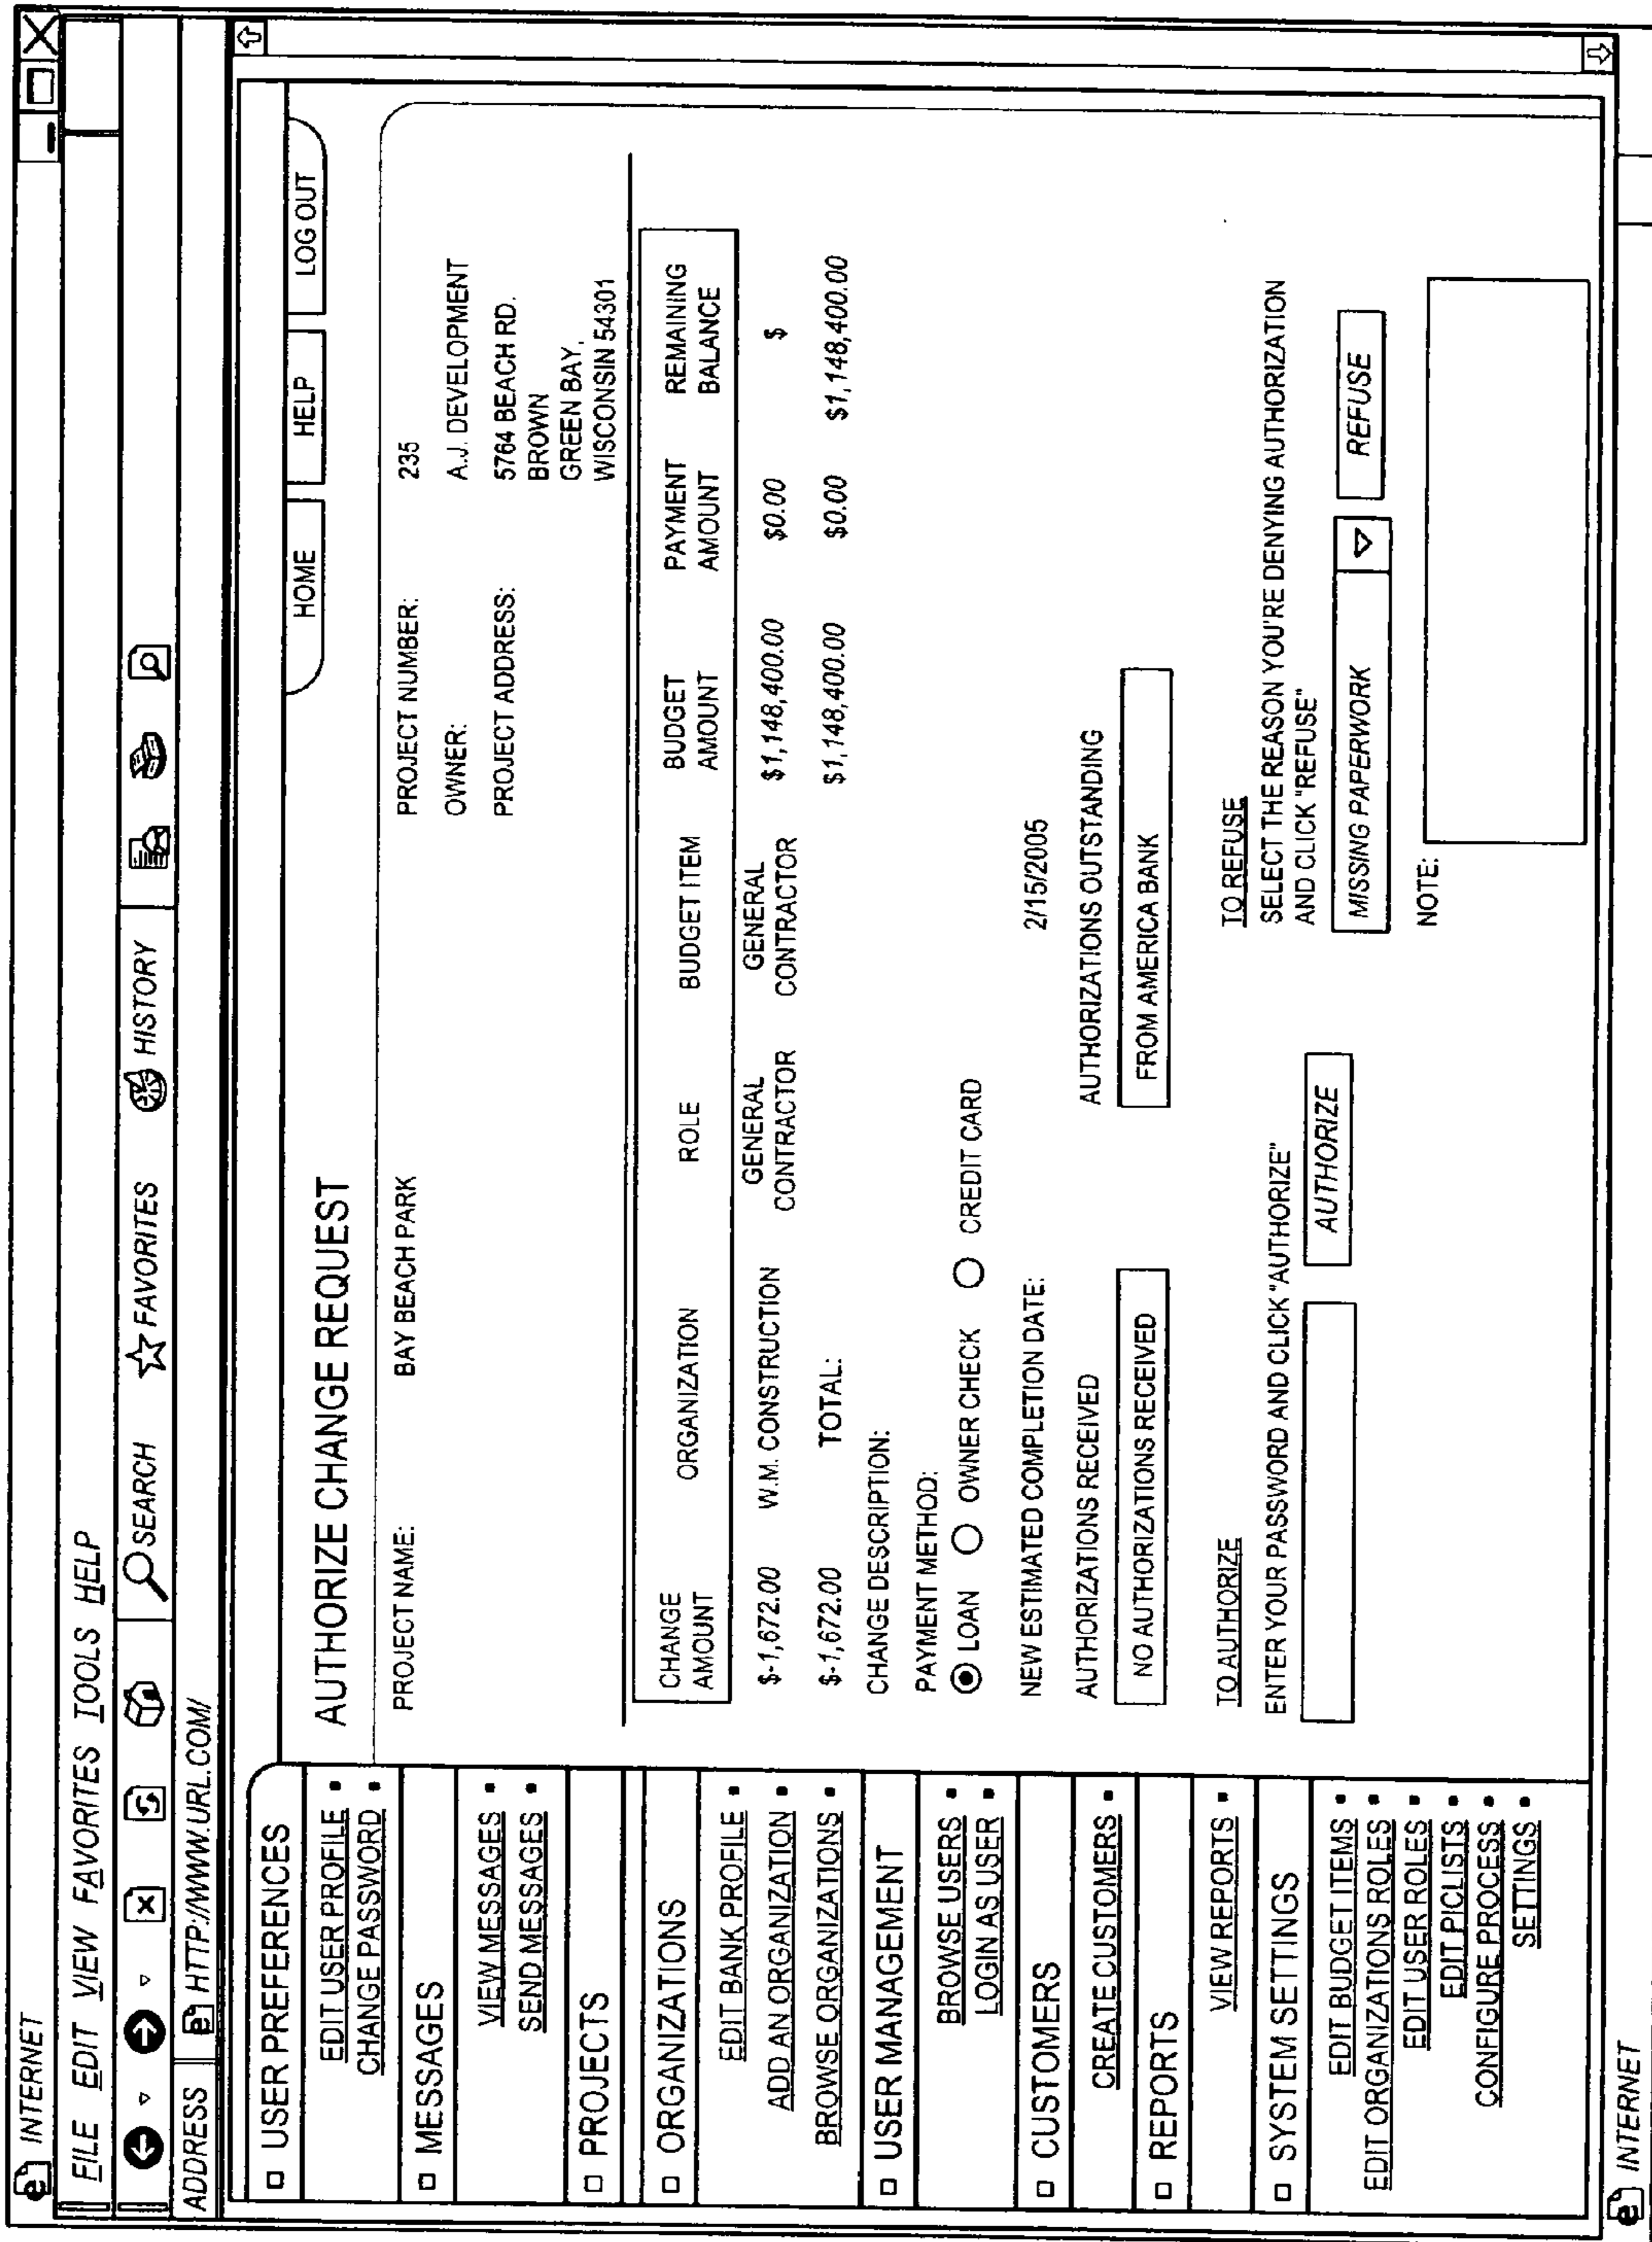 INTERNET
FILE EDIT VIEW FAVORITES TOOLS HELP
SEARCH FAVORITES HISTORY
ADDRESS HTTP://WWW.URL.COM/
HOME HELP LOG OUT
USER PREFERENCES
EDIT USER PROFILE
CHANGE PASSWORD
MESSAGES
VIEW MESSAGES
SEND MESSAGES
PROJECTS
ORGANIZATIONS
EDIT BANK PROFILE
ADD AN ORGANIZATION
BROWSE ORGANIZATIONS
USER MANAGEMENT
BROWSE USERS
LOGIN AS USER
CUSTOMERS
CREATE CUSTOMERS
REPORTS
VIEW REPORTS
SYSTEM SETTINGS
EDIT BUDGET ITEMS
EDIT ORGANIZATIONS ROLES
EDIT USER ROLES
EDIT PICLISTS
CONFIGURE PROCESS
SETTINGS
AUTHORIZE CHANGE REQUEST
PROJECT NAME: BAY BEACH PARK PROJECT NUMBER: 235
OWNER: A.J. DEVELOPMENT
PROJECT ADDRESS: 5764 BEACH RD.
BROWN
GREEN BAY,
WISCONSIN 54301
CHANGE AMOUNT ORGANIZATION ROLE BUDGET ITEM BUDGET AMOUNT PAYMENT AMOUNT REMAINING BALANCE
$-1,672.00 W.M. CONSTRUCTION GENERAL CONTRACTOR GENERAL CONTRACTOR $1,148,400.00 $0.00 $
$-1,672.00 TOTAL: $1,148,400.00 $0.00 $1,148,400.00
CHANGE DESCRIPTION:
PAYMENT METHOD:
LOAN OWNER CHECK CREDIT CARD
NEW ESTIMATED COMPLETION DATE: 2/15/2005
AUTHORIZATIONS RECEIVED AUTHORIZATIONS OUTSTANDING
NO AUTHORIZATIONS RECEIVED FROM AMERICA BANK
TO AUTHORIZE
ENTER YOUR PASSWORD AND CLICK "AUTHORIZE"
AUTHORIZE
TO REFUSE
SELECT THE REASON YOU'RE DENYING AUTHORIZATION
AND CLICK "REFUSE"
MISSING PAPERWORK REFUSE
NOTE:
INTERNET